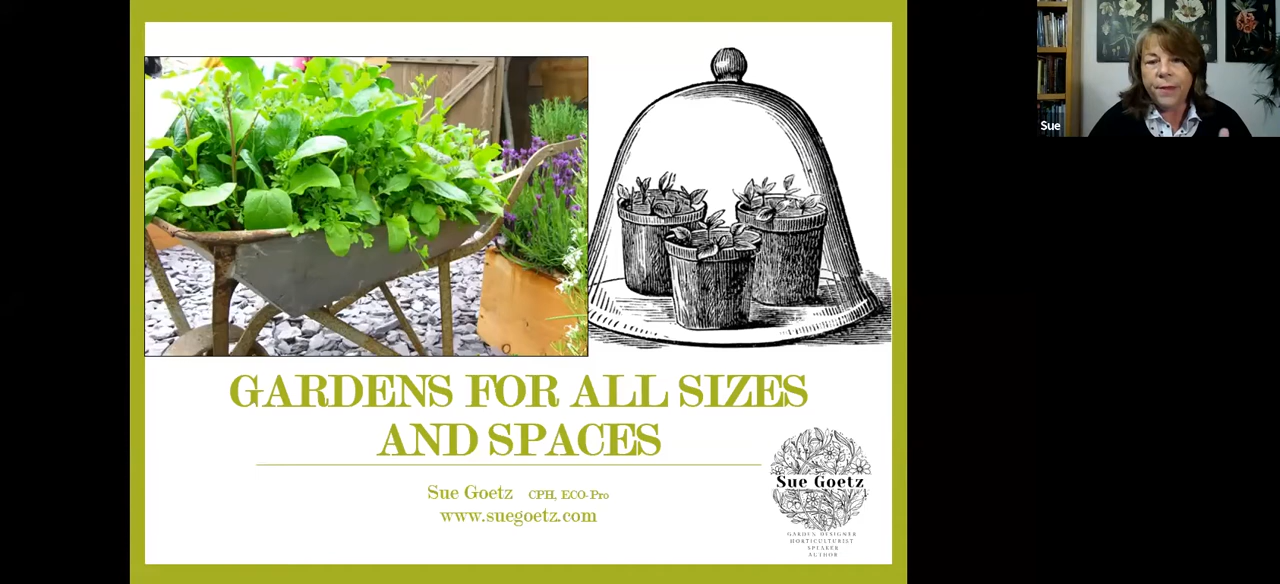 Sue
GARDENS FOR ALL SIZES
AND SPACES
Sue Goetz CPH, ECO-Pro
www.suegoetz.com
Sue Goetz
GARDEN DESIGNER
HORTICULTURIST
SPEAKER
AUTHOR